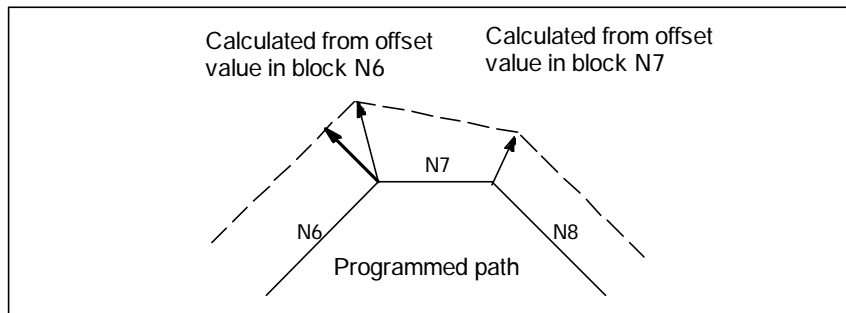 Calculated from offset
value in block N6
Calculated from offset
value in block N7
N7
N6
N8
Programmed path